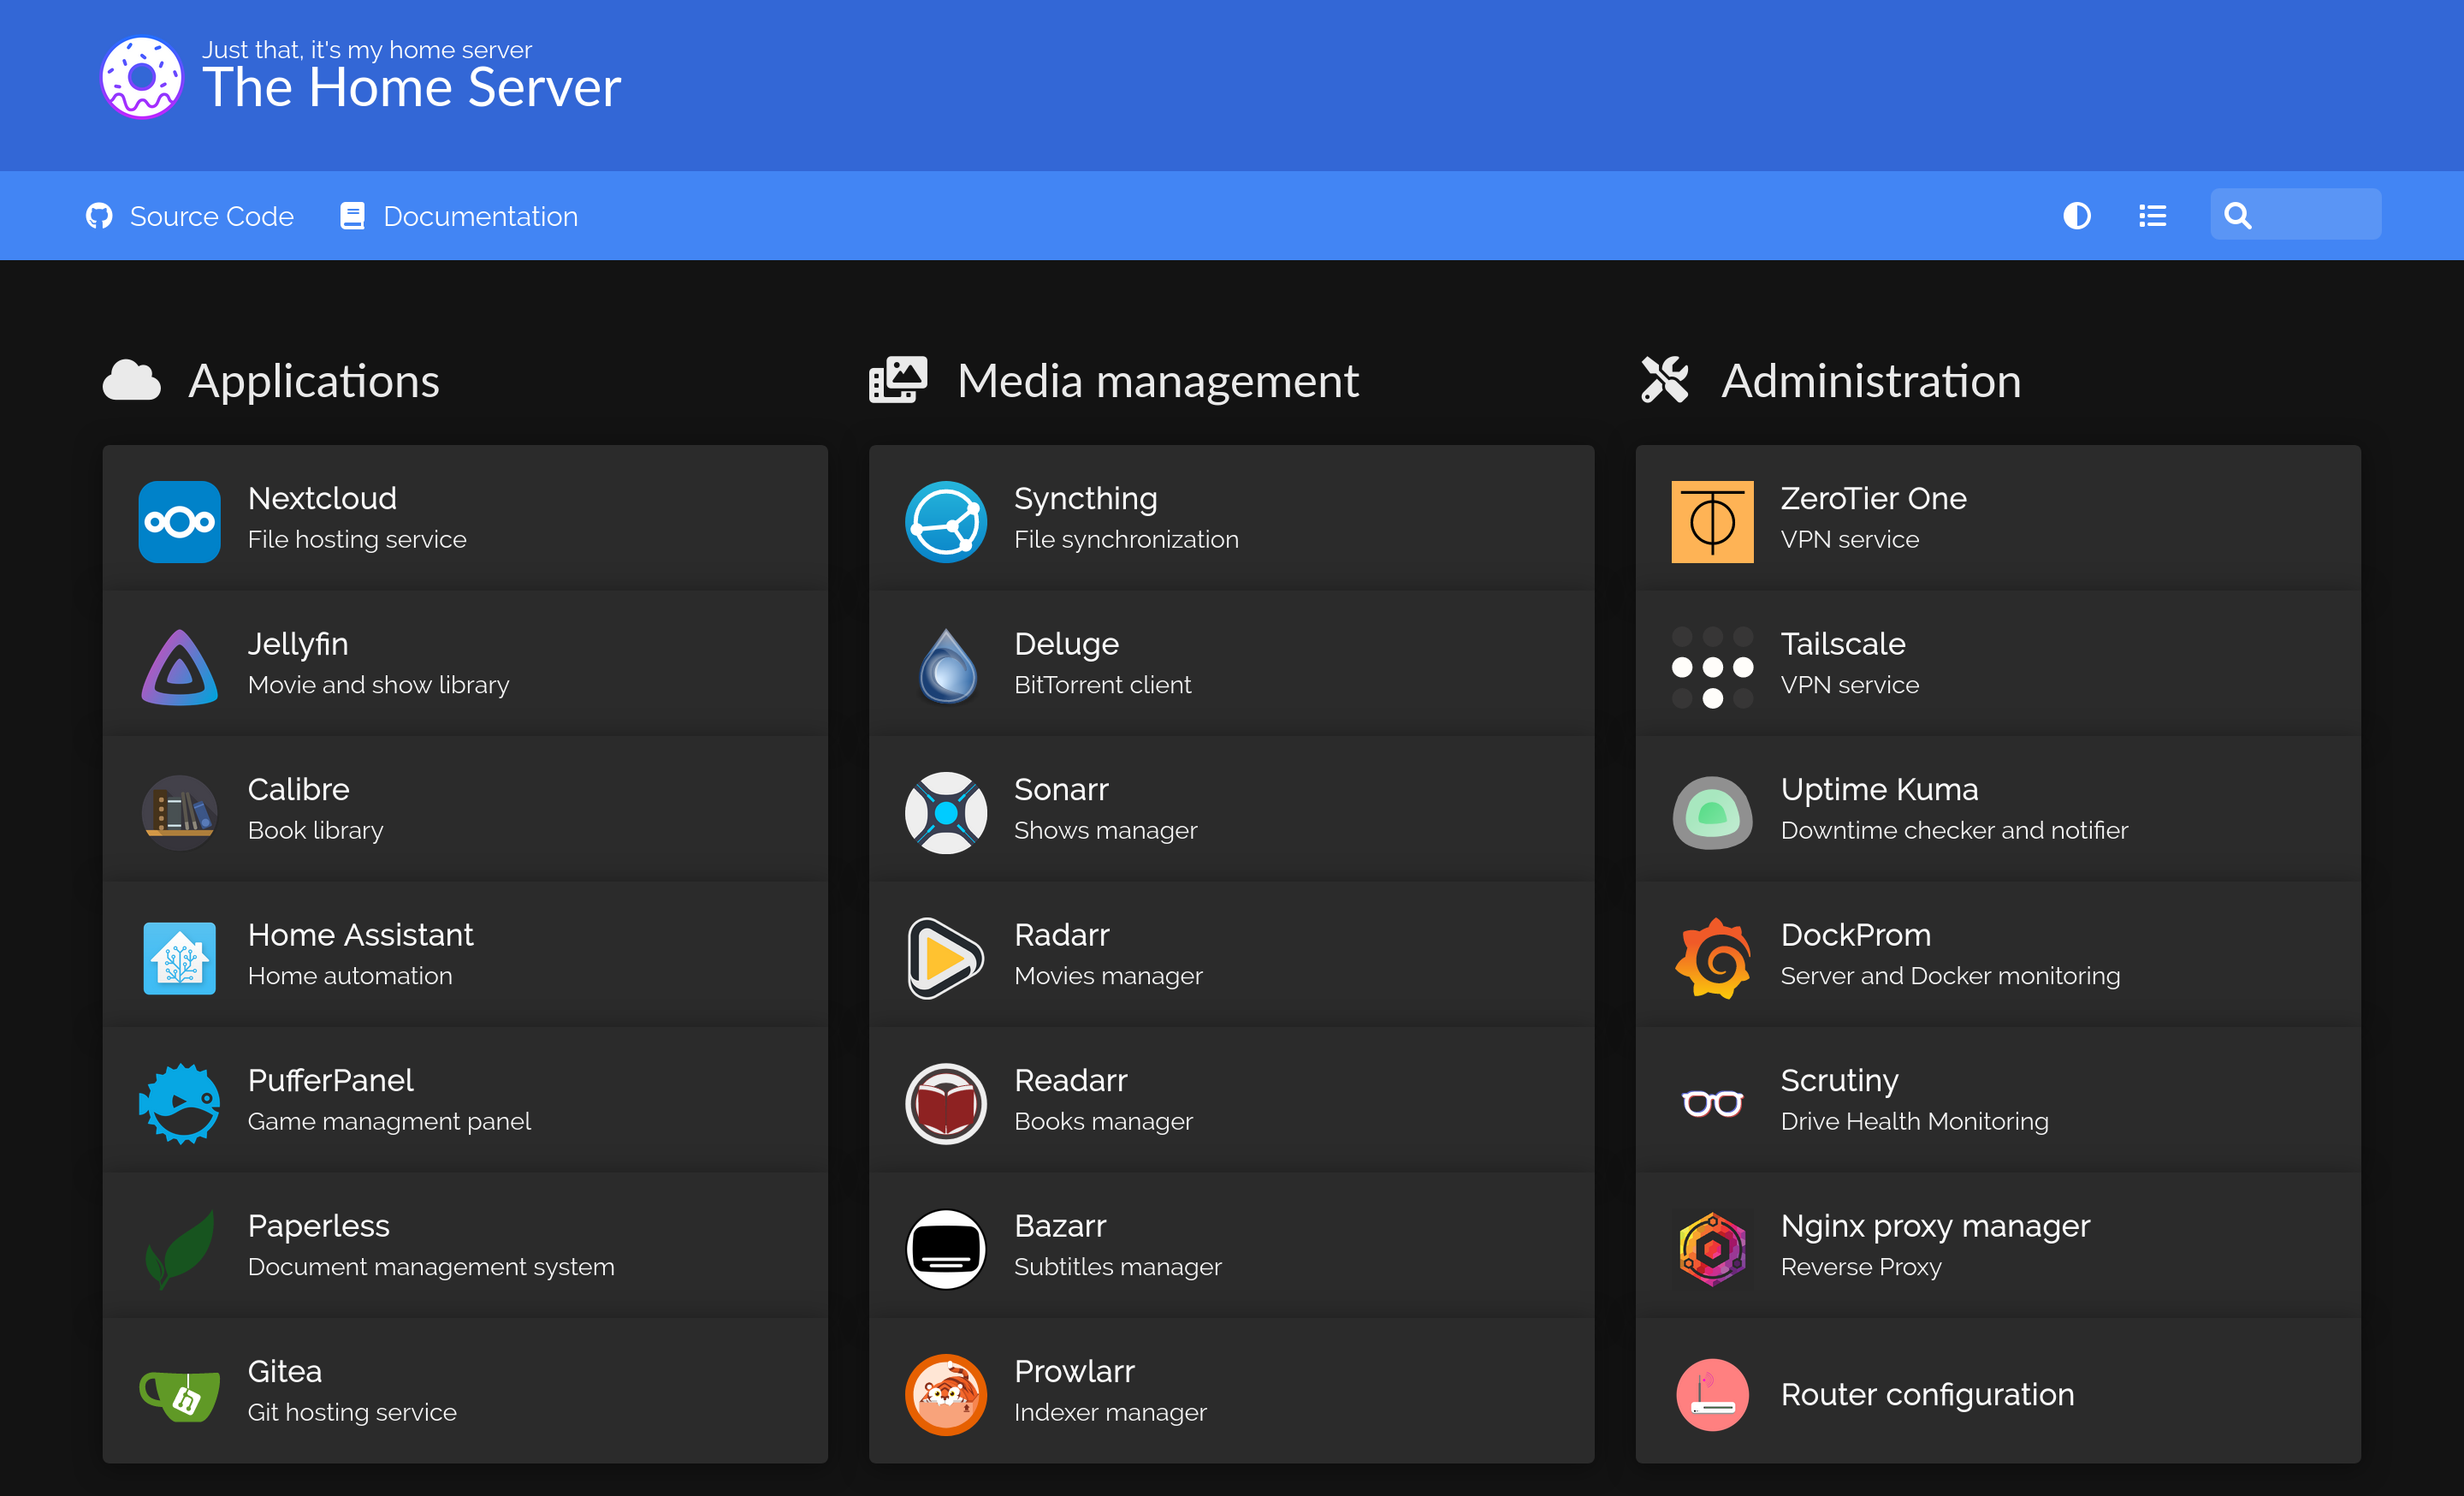 Just that, it's my home server
The Home Server
Source Code
Documentation
Applications
Nextcloud
File hosting service
Jellyfin
Movie and show library
Calibre
Book library
Home Assistant
Home automation
PufferPanel
Game managment panel
Paperless
Document management system
Gitea
Git hosting service
Media management
Syncthing
File synchronization
Deluge
BitTorrent client
Sonarr
Shows manager
Radarr
Movies manager
Readarr
Books manager
Bazarr
Subtitles manager
Prowlarr
Indexer manager
Administration
ZeroTier One
VPN service
Tailscale
VPN service
Uptime Kuma
Downtime checker and notifier
DockProm
Server and Docker monitoring
Scrutiny
Drive Health Monitoring
Nginx proxy manager
Reverse Proxy
Router configuration